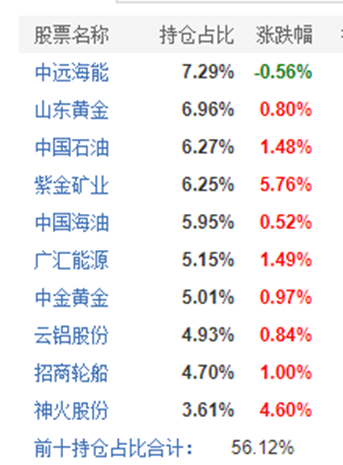 股票名称 持仓占比 涨跌幅
中远海能 7.29% -0.56%
山东黄金 6.96% 0.80%
中国石油 6.27% 1.48%
紫金矿业 6.25% 5.76%
中国海油 5.95% 0.52%
广汇能源 5.15% 1.49%
中金黄金 5.01% 0.97%
云铝股份 4.93% 0.84%
招商轮船 4.70% 1.00%
神火股份 3.61% 4.60%
前十持仓占比合计： 56.12%